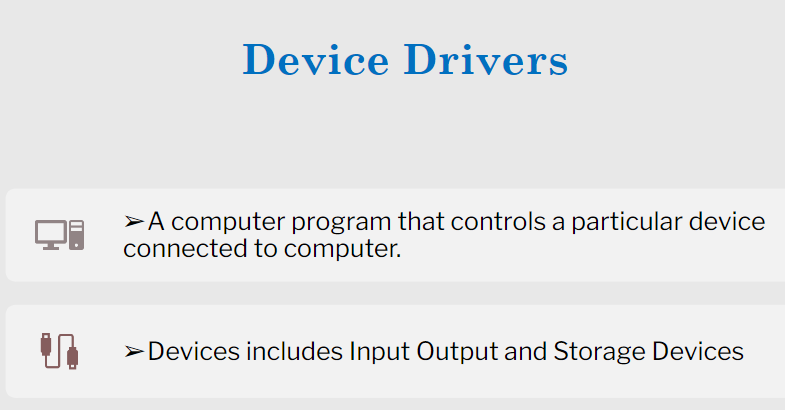 Device Drivers
➢A computer program that controls a particular device
connected to computer.
➢Devices includes Input Output and Storage Devices